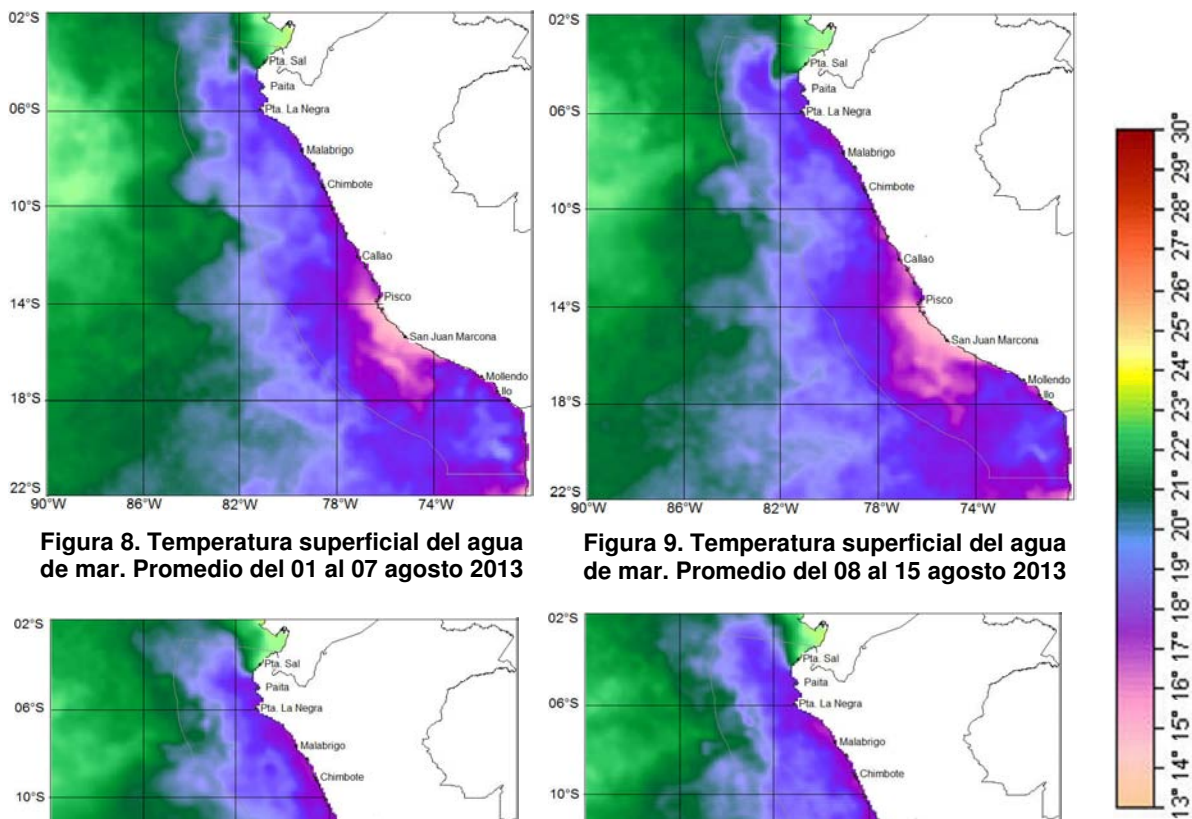 02°S
Pta. Sal
Paita
06°S
Pta. La Negra
Malabrigo
Chimbote
10°S
Callao
14°S
Pisco
San Juan Marcona
Mollendo
Ilo
18°S
22°S
90°W 86°W 82°W 78°W 74°W
Figura 8. Temperatura superficial del agua
de mar. Promedio del 01 al 07 agosto 2013
02°S
Pta. Sal
Paita
06°S
Pta. La Negra
Malabrigo
Chimbote
10°S
Callao
14°S
Pisco
San Juan Marcona
Mollendo
Ilo
18°S
22°S
90°W 86°W 82°W 78°W 74°W
Figura 9. Temperatura superficial del agua
de mar. Promedio del 08 al 15 agosto 2013
02°S
Pta. Sal
Paita
06°S
Pta. La Negra
Malabrigo
Chimbote
10°S
02°S
Pta. Sal
Paita
06°S
Pta. La Negra
Malabrigo
Chimbote
10°S
13° 14° 15° 16° 17° 18° 19° 20° 21° 22° 23° 24° 25° 26° 27° 28° 29° 30°